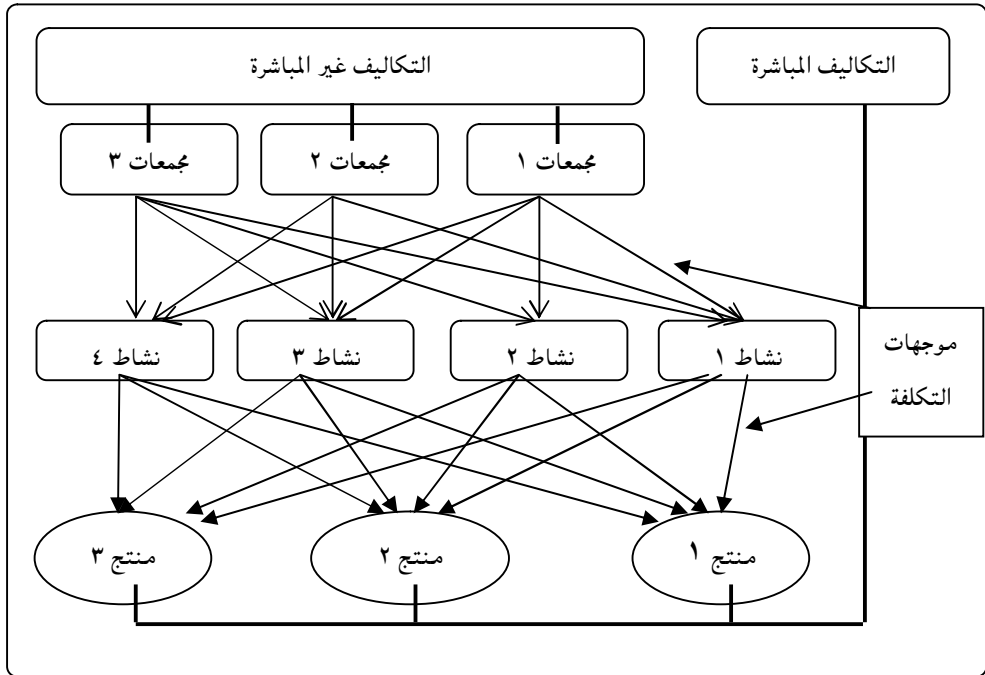 التكاليف المباشرة
التكاليف غير المباشرة
مجمعات ١
مجمعات ٢
مجمعات ٣
موجهات
التكلفة
نشاط ١
نشاط ٢
نشاط ٣
نشاط ٤
منتج ١
منتج ٢
منتج ٣